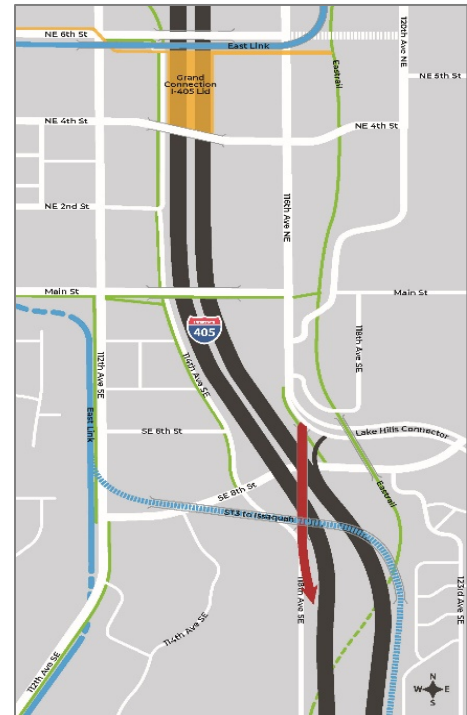 120th Ave NE
NE 6th St
East Link
Grand
Connection
I-405 Lid
Eastrail
NE 5th St
NE 4th St
NE 4th St
116th Ave NE
NE 2nd St
Main St
Main St
405
118th Ave SE
112th Ave SE
114th Ave SE
East Link
SE 6th St
Lake Hills Connector
SE 8th St
Eastrail
ST3 to Issaquah
118th Ave SE
123rd Ave SE
114th Ave SE
112th Ave SE
N
W
E
S